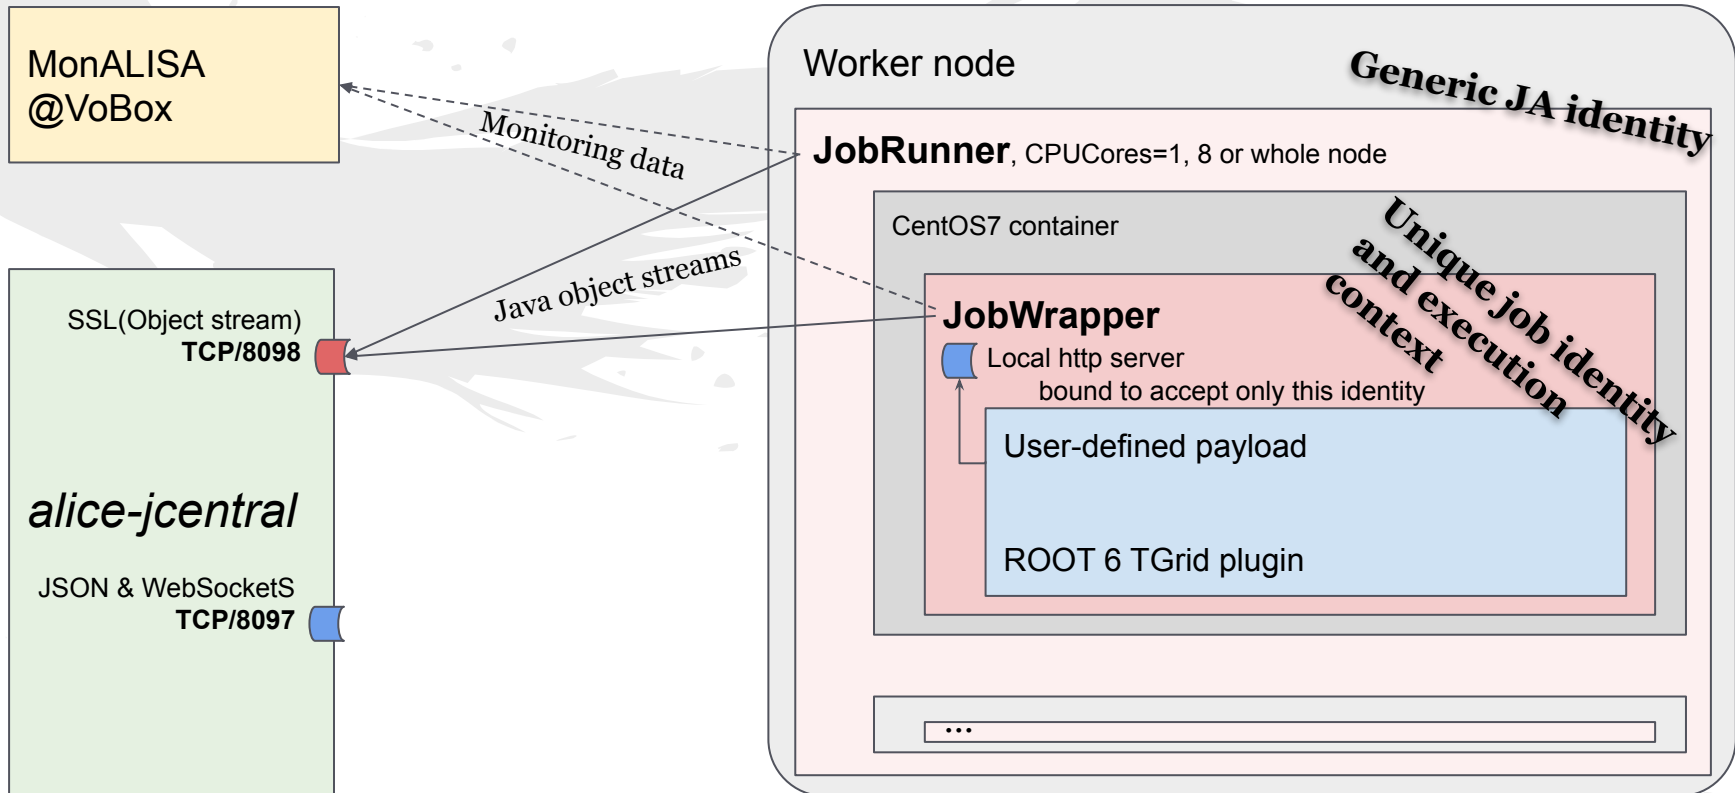 MonALISA
@VoBox
Monitoring data
Java object streams
SSL(Object stream)
TCP/8098
alice-jcentral
JSON & WebSocketS
TCP/8097
Worker node
Generic JA identity
JobRunner, CPUCores=1, 8 or whole node
CentOS7 container
Unique job identity
and execution
context
JobWrapper
Local http server
bound to accept only this identity
User-defined payload
ROOT 6 TGrid plugin
...